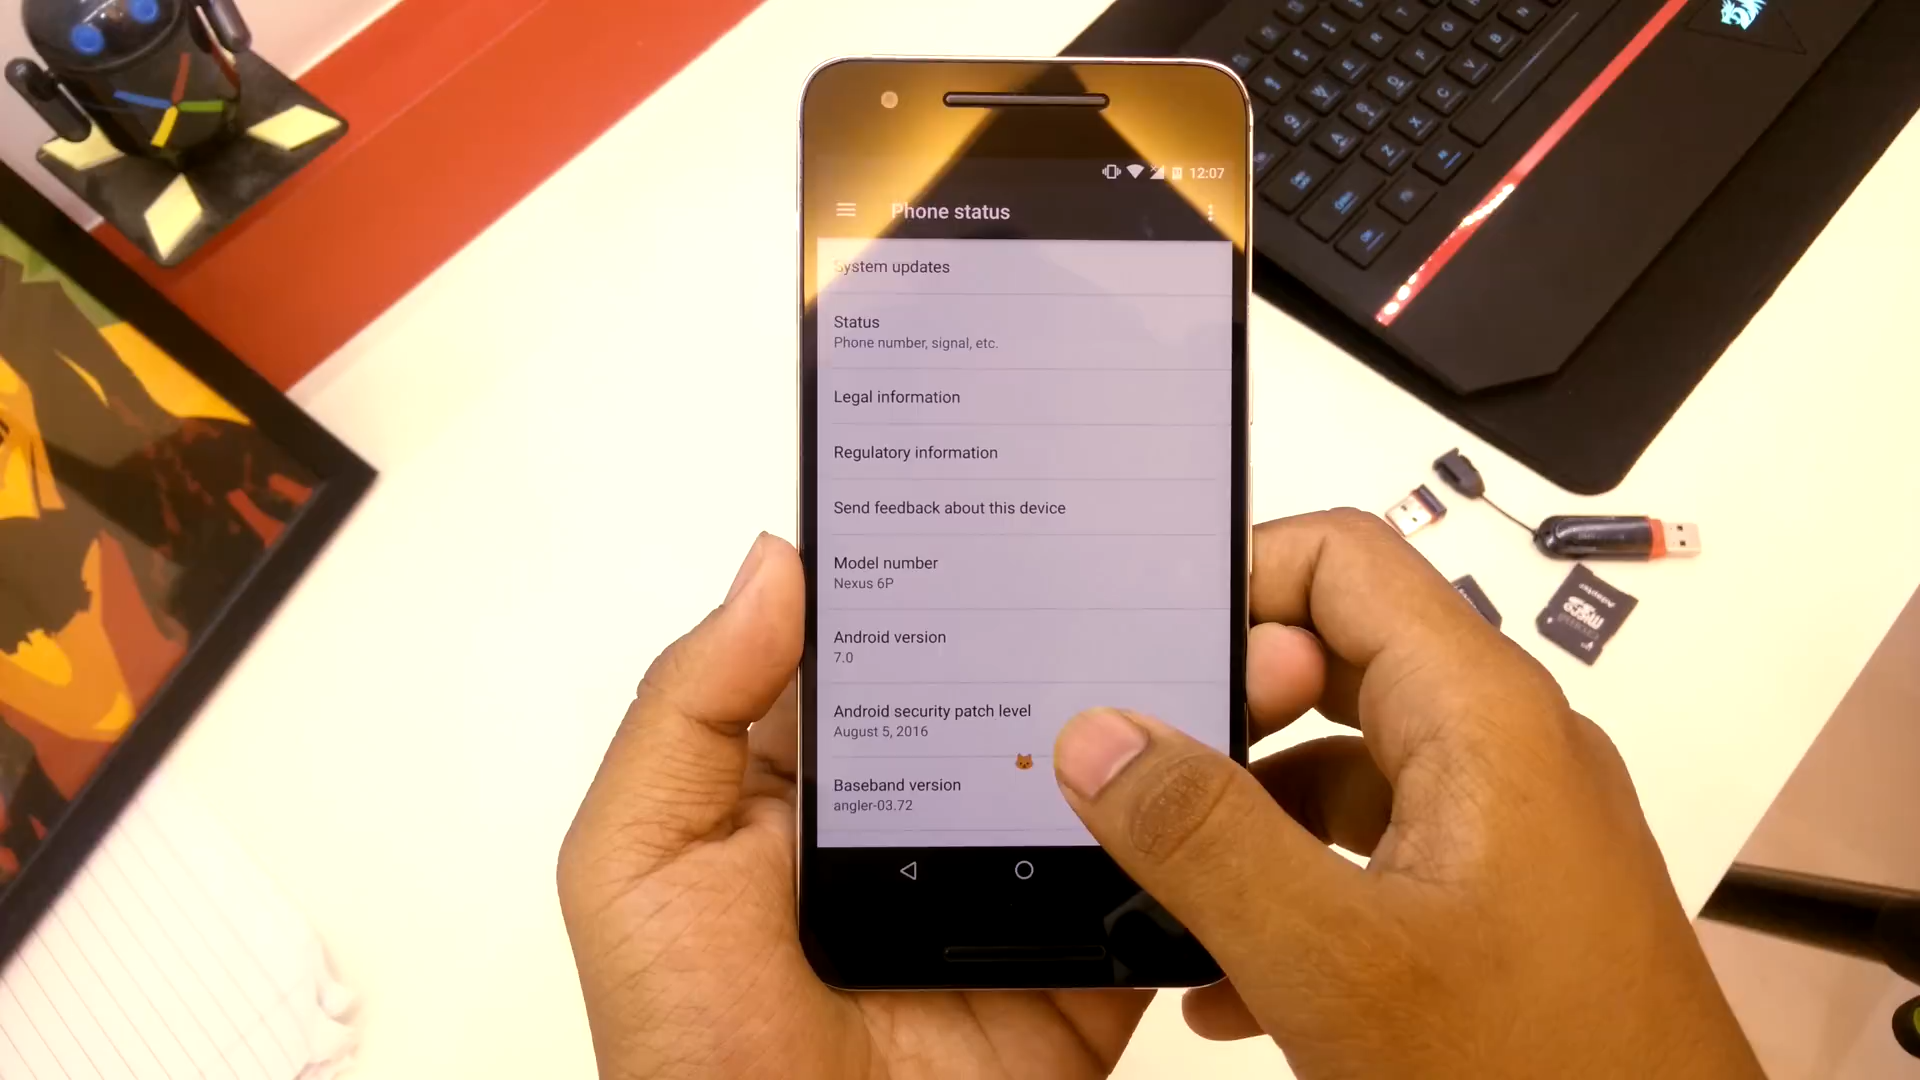 12:07
Phone status
System updates
Status
Phone number, signal, etc.
Legal information
Regulatory information
Send feedback about this device
Model number
Nexus 6P
Android version
7.0
Android security patch level
August 5, 2016
Baseband version
angler-03.72
Adapter